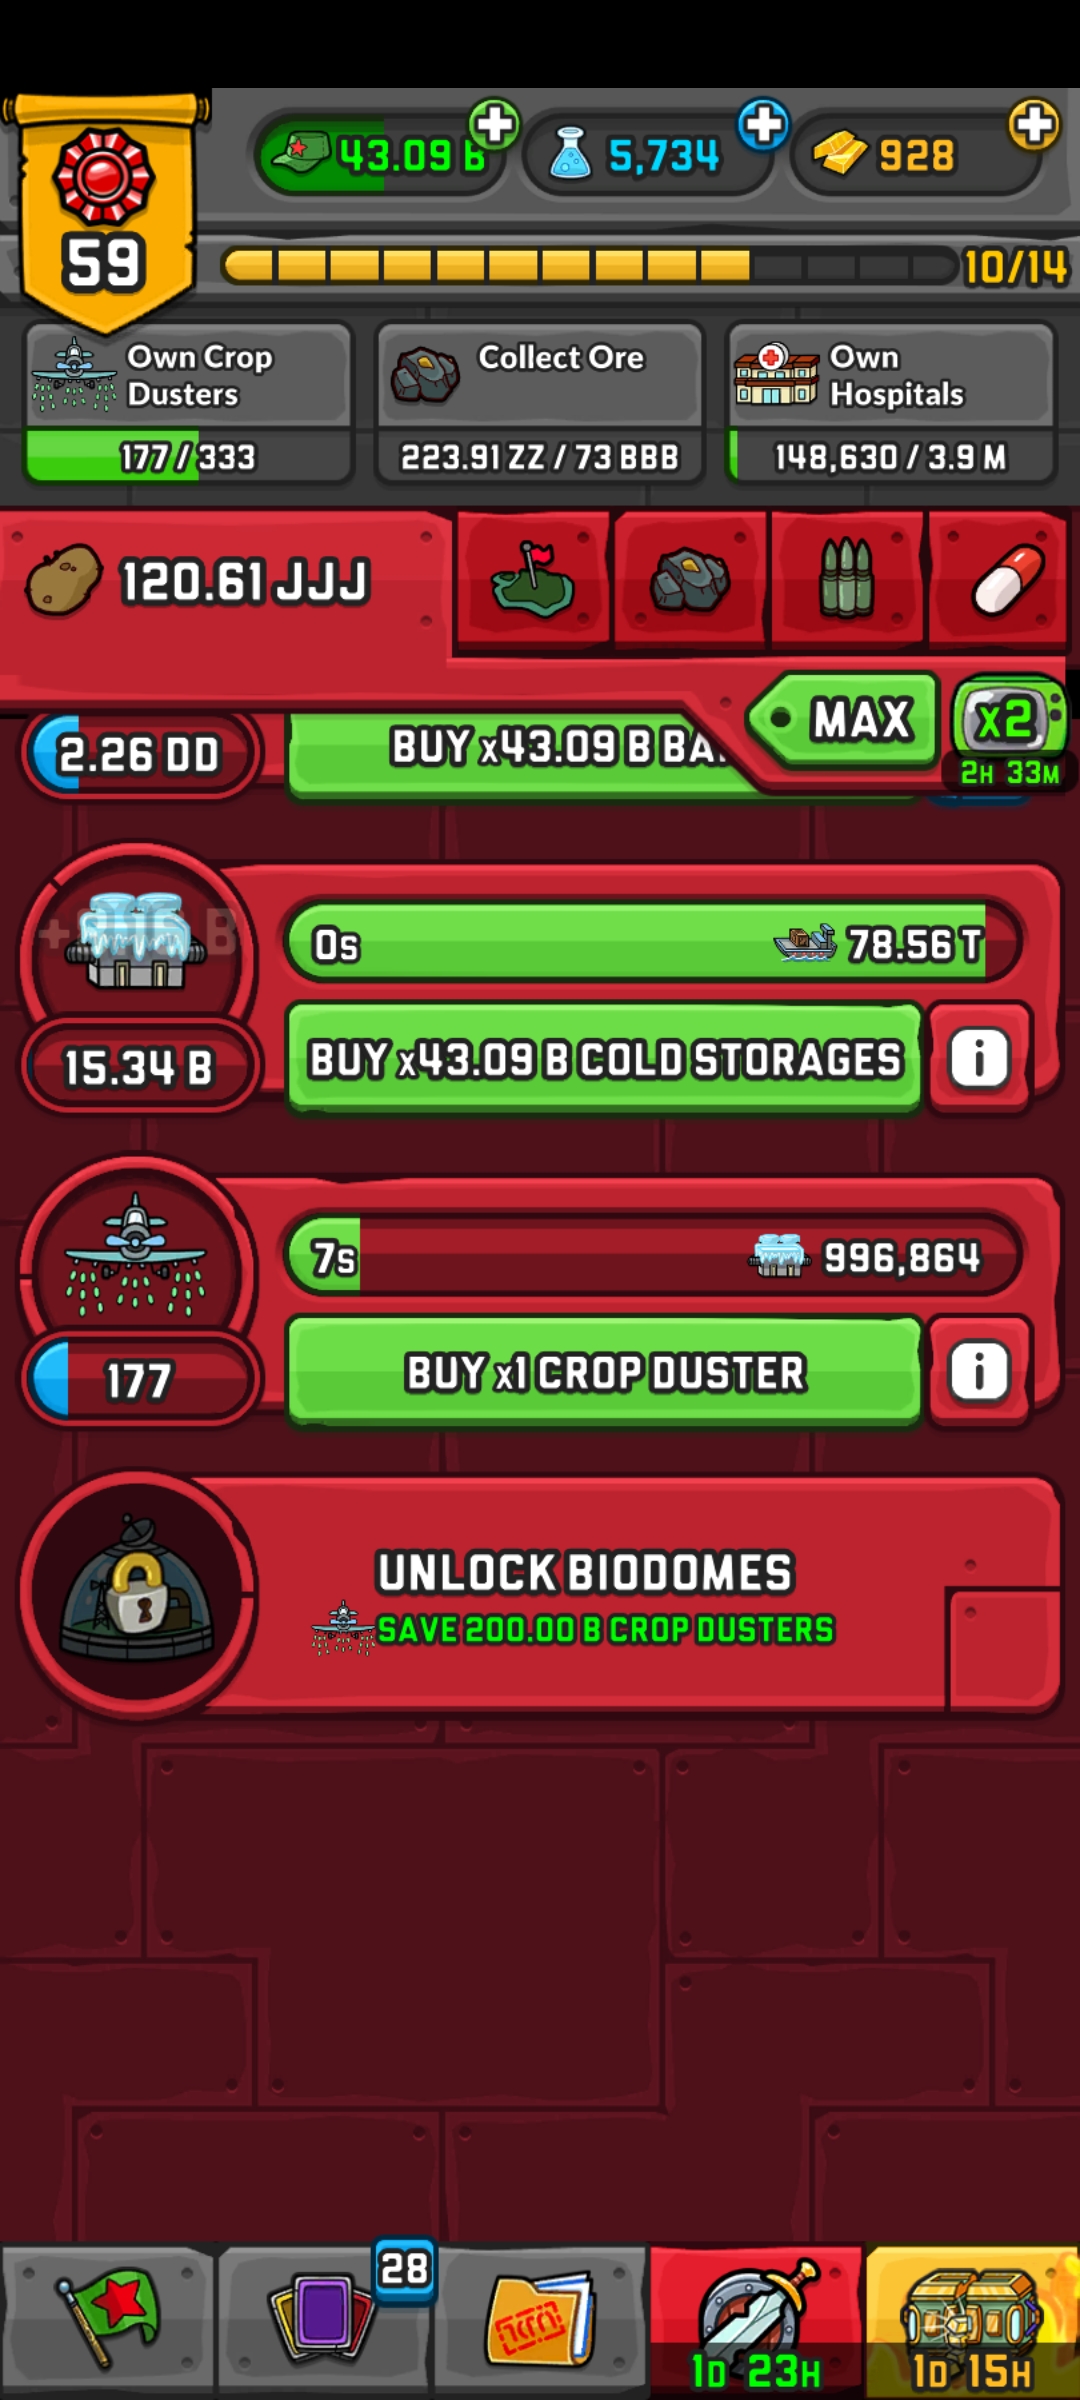 43.09 B
5,734
928
59
10/14
Own Crop
Dusters
177 / 333
Collect Ore
223.91 ZZ / 73 BBB
Own
Hospitals
148,630 / 3.9 M
120.61 JJJ
MAX
x2
2H 33M
2.26 DD
BUY x43.09 B BA
0s
78.56 T
15.34 B
BUY x43.09 B COLD STORAGES
i
7s
996,864
177
BUY x1 CROP DUSTER
i
UNLOCK BIODOMES
SAVE 200.00 B CROP DUSTERS
28
1D 23H
1D 15H